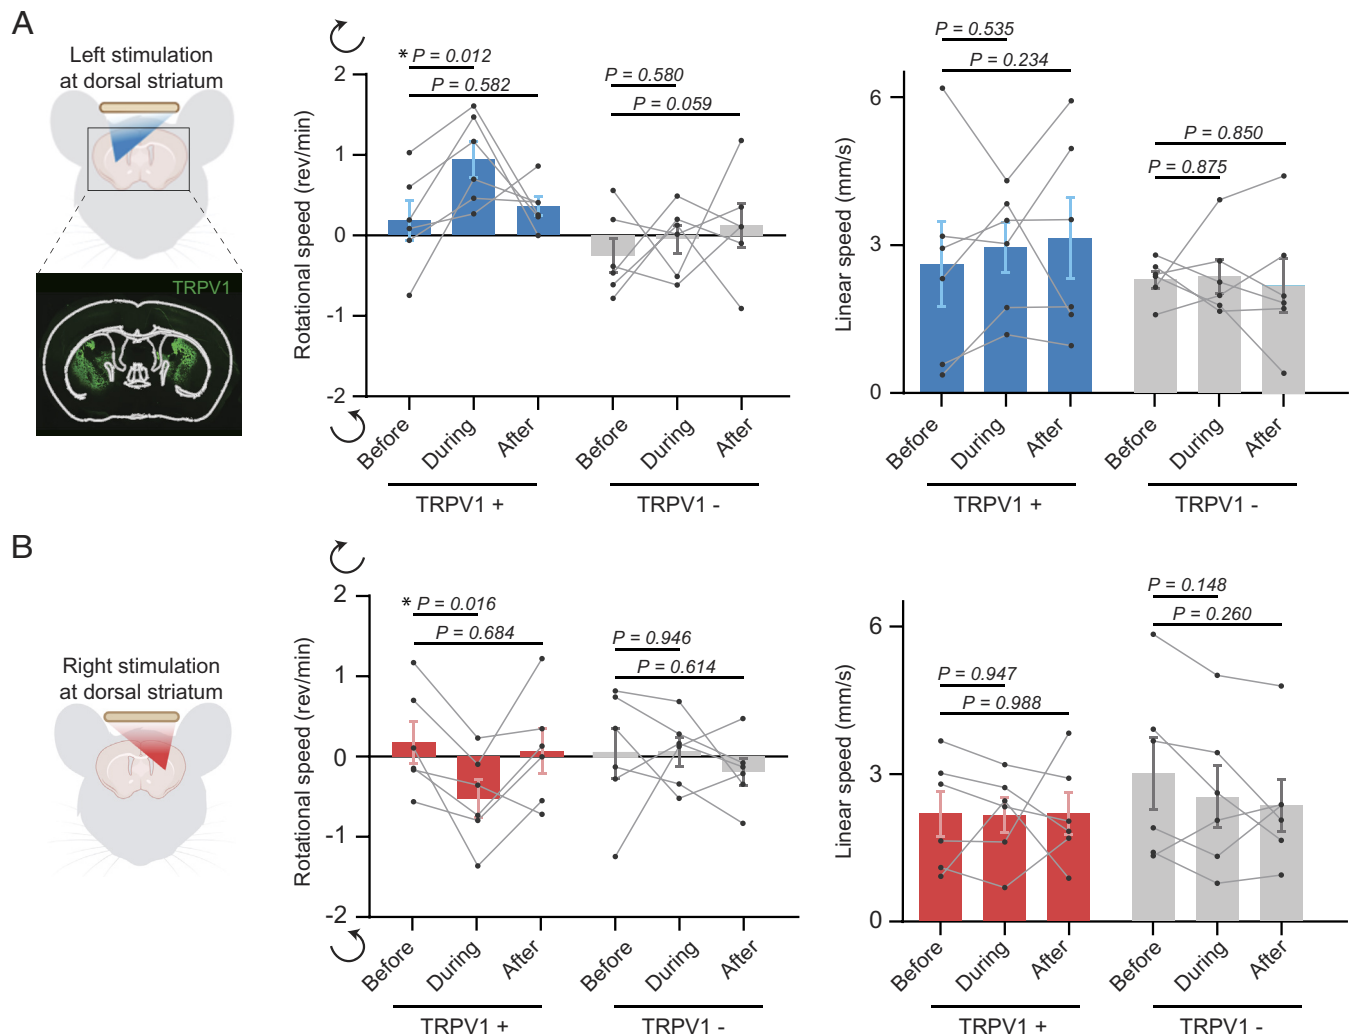 A
Left stimulation
at dorsal striatum
TRPV1
Rotational speed (rev/min)
2
1
0
-1
-2
* P = 0.012
P = 0.582
P = 0.580
P = 0.059
Before
During
After
Before
During
After
TRPV1 +
TRPV1 -
Linear speed (mm/s)
6
3
0
P = 0.535
P = 0.234
P = 0.850
P = 0.875
Before
During
After
Before
During
After
TRPV1 +
TRPV1 -
B
Right stimulation
at dorsal striatum
Rotational speed (rev/min)
2
1
0
-1
-2
* P = 0.016
P = 0.684
P = 0.946
P = 0.614
Before
During
After
Before
During
After
TRPV1 +
TRPV1 -
Linear speed (mm/s)
6
3
0
P = 0.947
P = 0.988
P = 0.148
P = 0.260
Before
During
After
Before
During
After
TRPV1 +
TRPV1 -